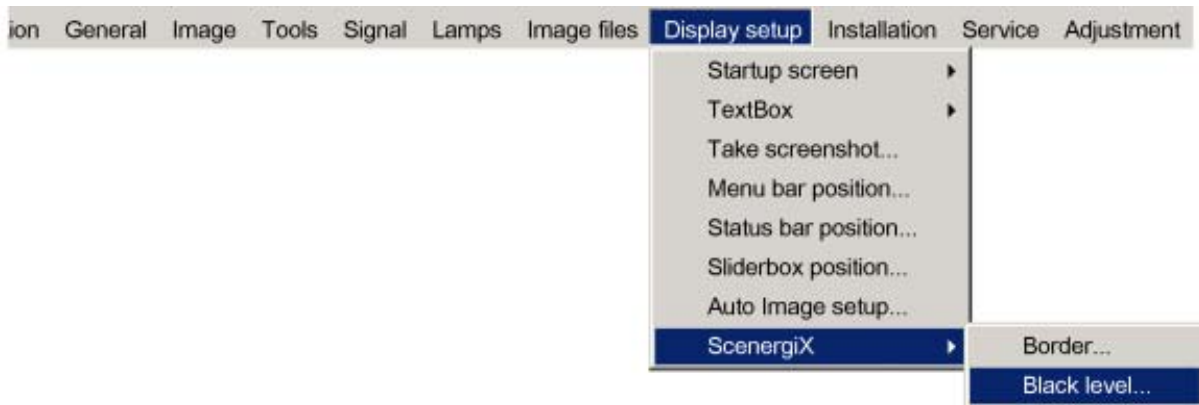 ion General Image Tools Signal Lamps Image files Display setup Installation Service Adjustment
Startup screen
TextBox
Take screenshot...
Menu bar position...
Status bar position...
Sliderbox position...
Auto Image setup...
ScenergiX
Border...
Black level...